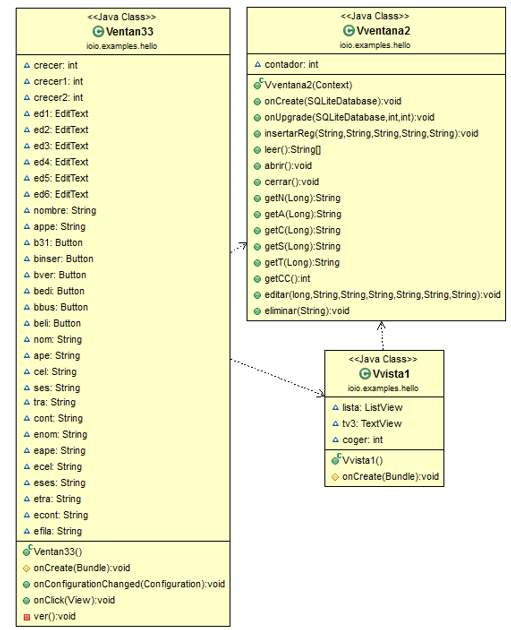 <<Java Class>>
Ventan33
ioio.examples.hello
crecer: int
crecer1: int
crecer2: int
ed1: EditText
ed2: EditText
ed3: EditText
ed4: EditText
ed5: EditText
ed6: EditText
nombre: String
appe: String
b31: Button
binser: Button
bver: Button
bedi: Button
bbus: Button
beli: Button
nom: String
ape: String
cel: String
ses: String
tra: String
cont: String
enom: String
eape: String
ecel: String
eses: String
etra: String
econt: String
efila: String
Ventan33()
onCreate(Bundle):void
onConfigurationChanged(Configuration):void
onClick(View):void
ver():void
<<Java Class>>
Vventana2
ioio.examples.hello
contador: int
Vventana2(Context)
onCreate(SQLiteDatabase):void
onUpgrade(SQLiteDatabase,int,int):void
insertarReg(String,String,String,String,String):void
leer():String[]
abrir():void
cerrar():void
getN(Long):String
getA(Long):String
getC(Long):String
getS(Long):String
getT(Long):String
getCC():int
editar(long,String,String,String,String,String,String):void
eliminar(String):void
<<Java Class>>
Vvista1
ioio.examples.hello
lista: ListView
tv3: TextView
coger: int
Vvista1()
onCreate(Bundle):void